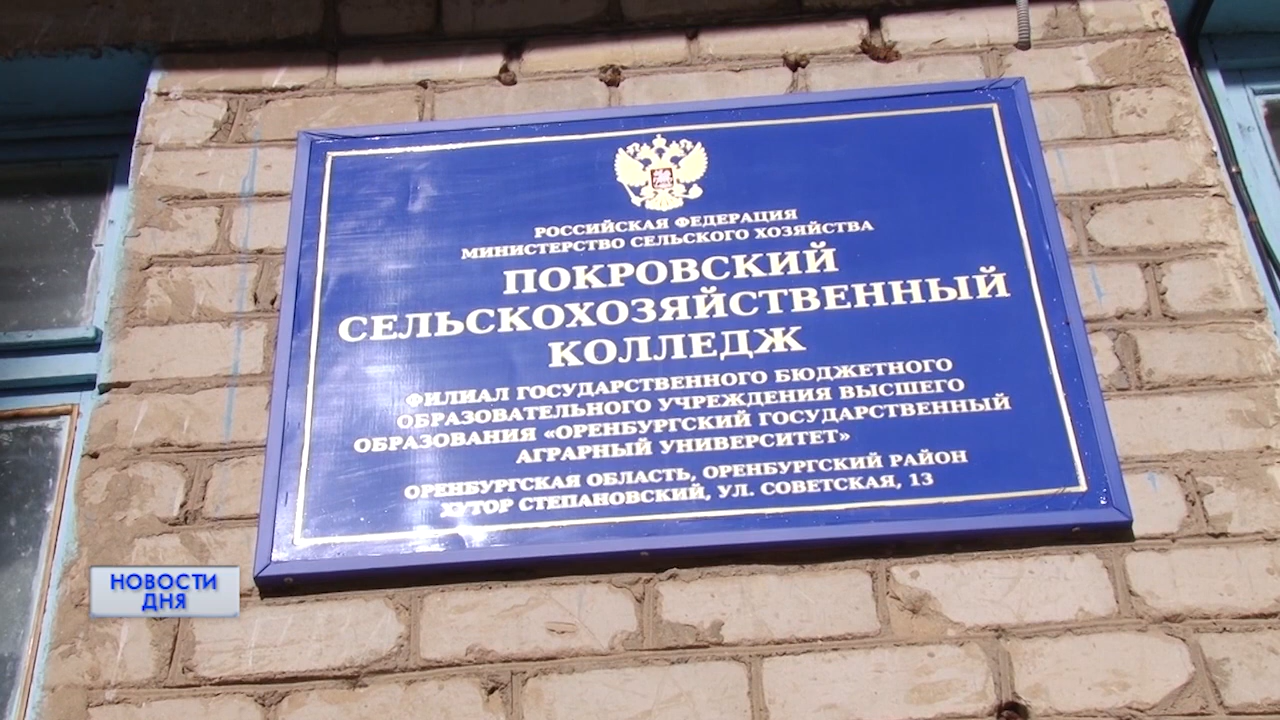 РОССИЙСКАЯ ФЕДЕРАЦИЯ
МИНИСТЕРСТВО СЕЛЬСКОГО ХОЗЯЙСТВА
ПОКРОВСКИЙ
СЕЛЬСКОХОЗЯЙСТВЕННЫЙ
КОЛЛЕДЖ
ФИЛИАЛ ГОСУДАРСТВЕННОГО БЮДЖЕТНОГО
ОБРАЗОВАТЕЛЬНОГО УЧРЕЖДЕНИЯ ВЫСШЕГО
ОБРАЗОВАНИЯ «ОРЕНБУРГСКИЙ ГОСУДАРСТВЕННЫЙ
АГРАРНЫЙ УНИВЕРСИТЕТ»
ОРЕНБУРГСКАЯ ОБЛАСТЬ, ОРЕНБУРГСКИЙ РАЙОН
ХУТОР СТЕПАНОВСКИЙ, УЛ. СОВЕТСКАЯ, 13
НОВОСТИ
ДНЯ